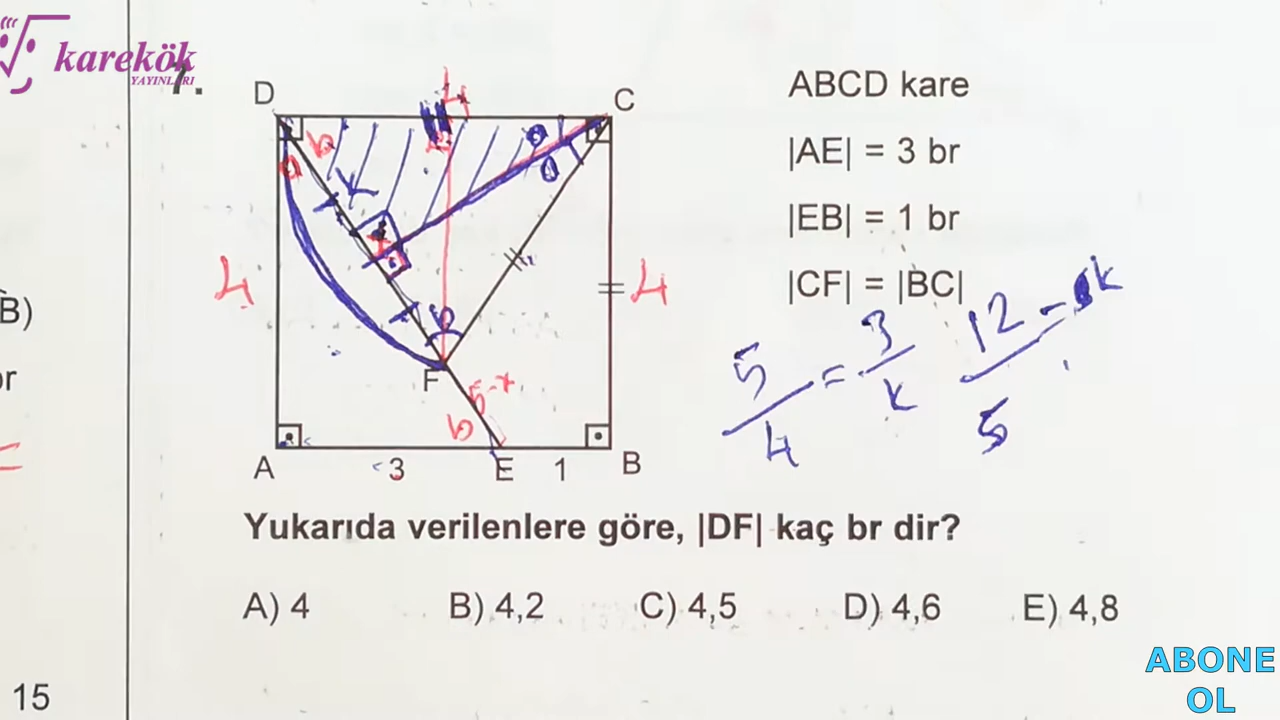 karekök
YAYINLARI
7.
D
C
ABCD kare
|AE| = 3 br
|EB| = 1 br
|CF| = |BC|
4
b
k
4
4
B)
5/4 = 3/k
12/5 = k
F
5-x
b
A
3
E
1
B
Yukarıda verilenlere göre, |DF| kaç br dir?
A) 4 B) 4,2 C) 4,5 D) 4,6 E) 4,8
15
ABONE
OL